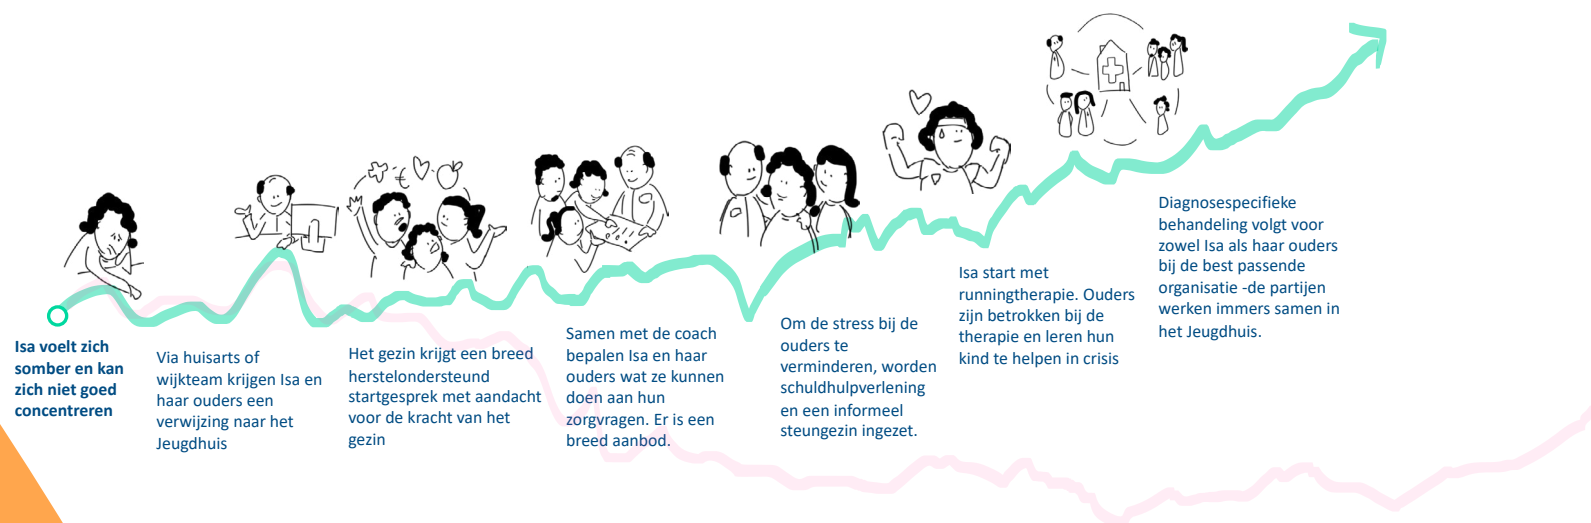 Isa voelt zich
somber en kan
zich niet goed
concentreren
Via huisarts of
wijkteam krijgen Isa en
haar ouders een
verwijzing naar het
Jeugdhuis
Het gezin krijgt een breed
herstelondersteund
startgesprek met aandacht
voor de kracht van het
gezin
Samen met de coach
bepalen Isa en haar
ouders wat ze kunnen
doen aan hun
zorgvragen. Er is een
breed aanbod.
Om de stress bij de
ouders te
verminderen, worden
schuldhulpverlening
en een informeel
steungezin ingezet.
Isa start met
runningtherapie. Ouders
zijn betrokken bij de
therapie en leren hun
kind te helpen in crisis
Diagnosespecifieke
behandeling volgt voor
zowel Isa als haar ouders
bij de best passende
organisatie -de partijen
werken immers samen in
het Jeugdhuis.